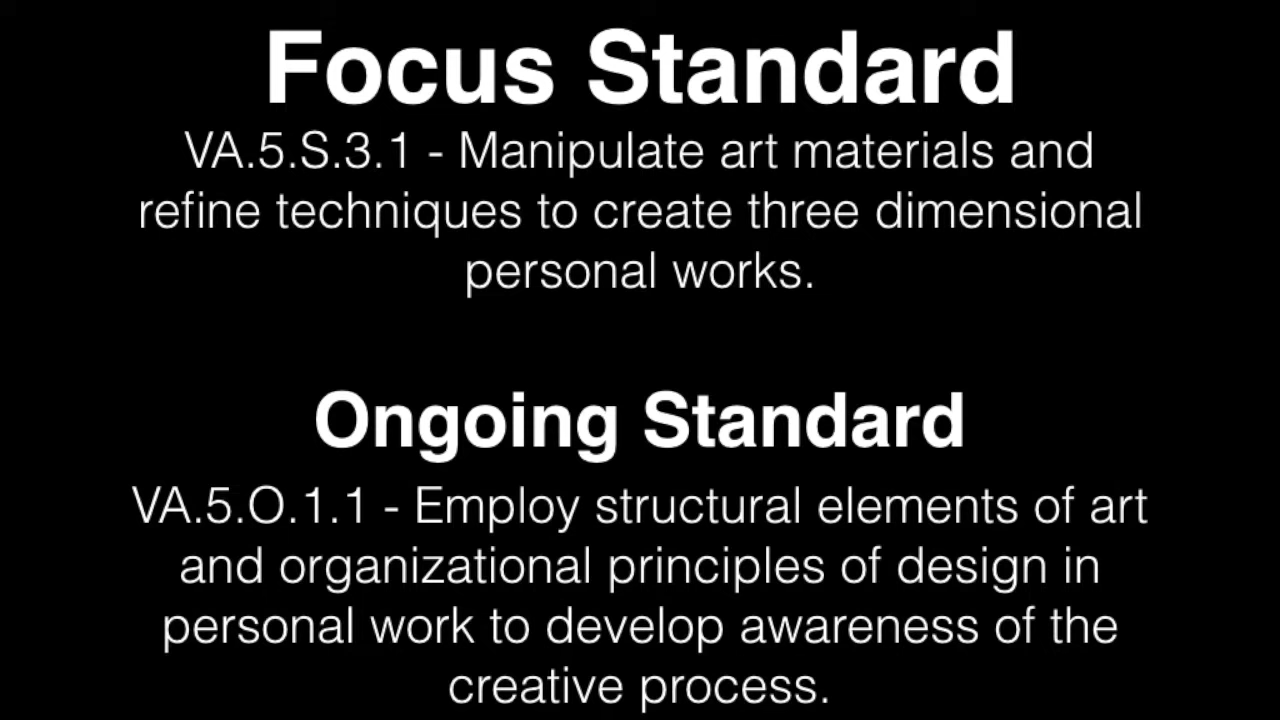 Focus Standard
VA.5.S.3.1 - Manipulate art materials and
refine techniques to create three dimensional
personal works.
Ongoing Standard
VA.5.O.1.1 - Employ structural elements of art
and organizational principles of design in
personal work to develop awareness of the
creative process.